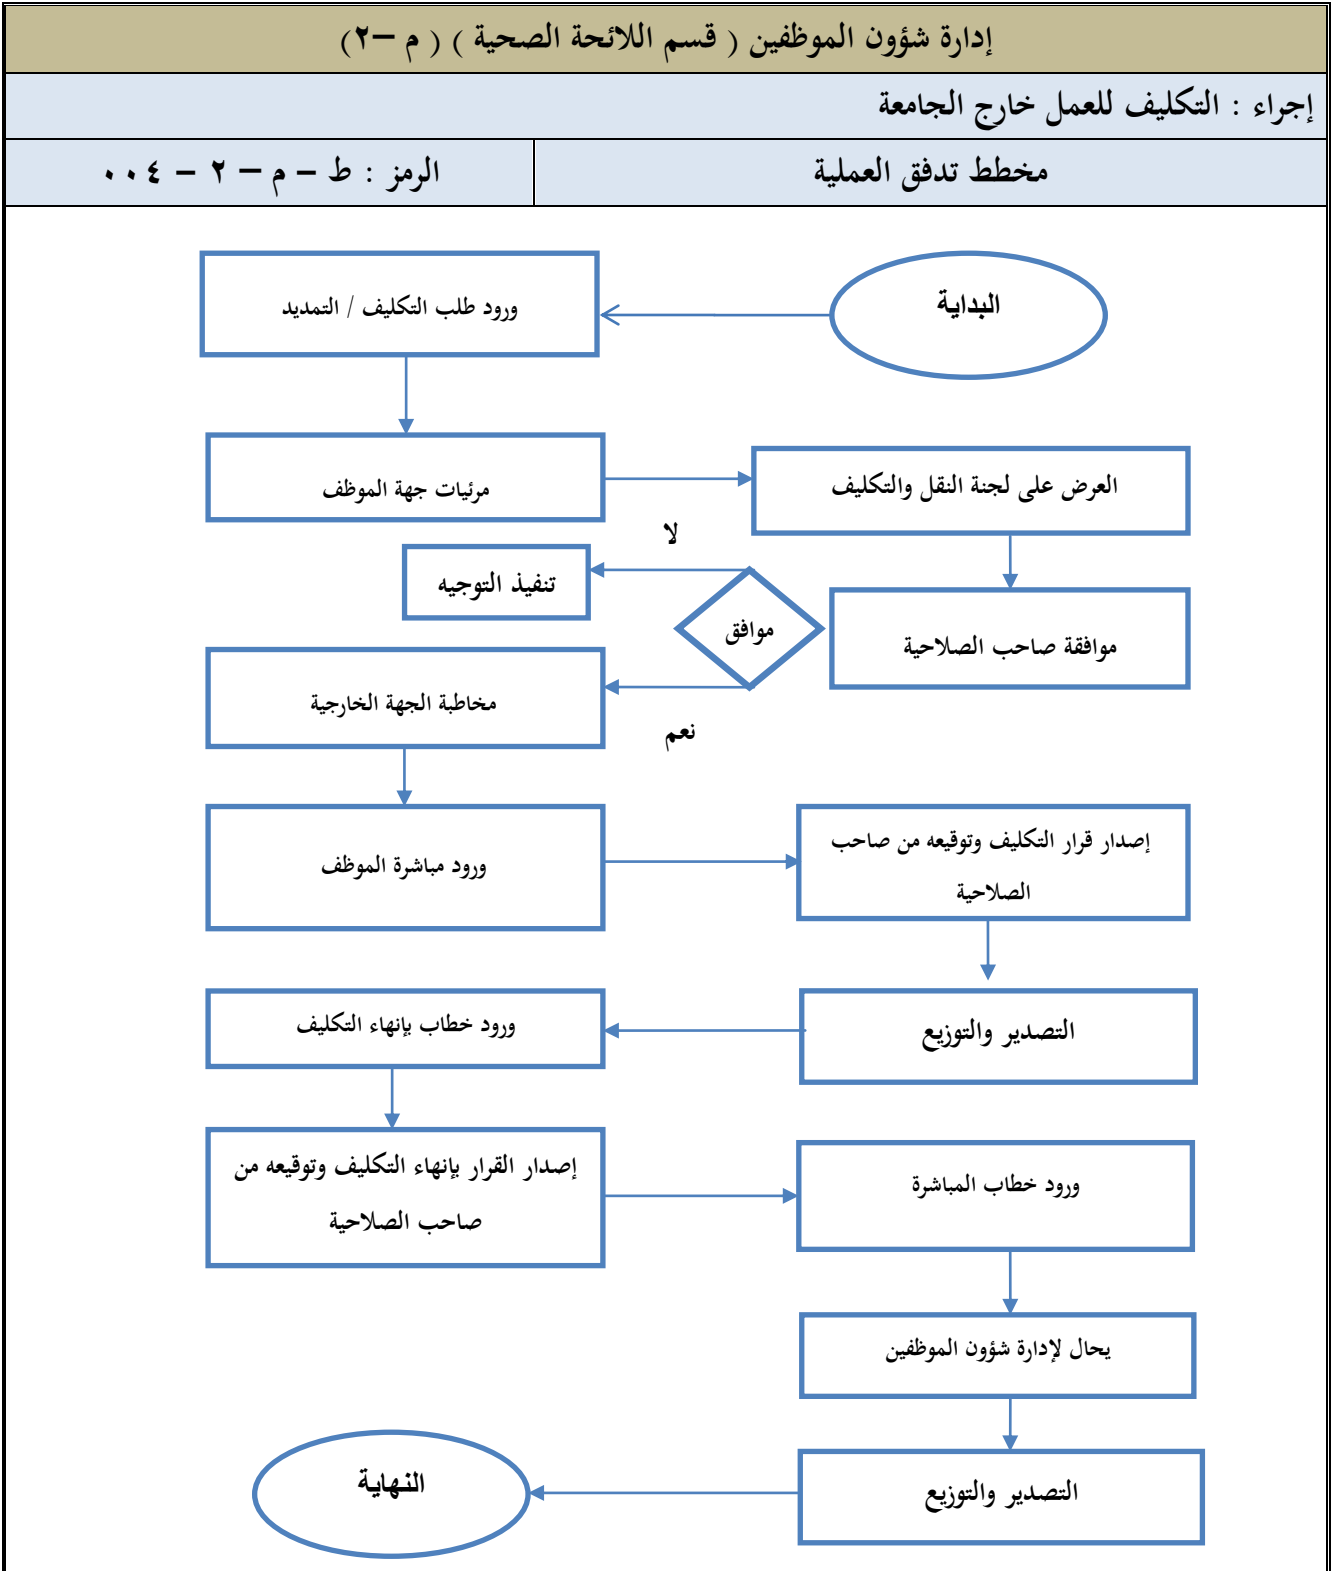 إدارة شؤون الموظفين ( قسم اللائحة الصحية ) ( م –٢)
إجراء : التكليف للعمل خارج الجامعة
مخطط تدفق العملية
الرمز : ط – م – ٢ – ٠٠٤
البداية
ورود طلب التكليف / التمديد
مرئيات جهة الموظف
العرض على لجنة النقل والتكليف
موافقة صاحب الصلاحية
موافق
لا
تنفيذ التوجيه
نعم
مخاطبة الجهة الخارجية
ورود مباشرة الموظف
إصدار قرار التكليف وتوقيعه من صاحب
الصلاحية
التصدير والتوزيع
ورود خطاب بإنهاء التكليف
إصدار القرار بإنهاء التكليف وتوقيعه من
صاحب الصلاحية
ورود خطاب المباشرة
يحال لإدارة شؤون الموظفين
التصدير والتوزيع
النهاية